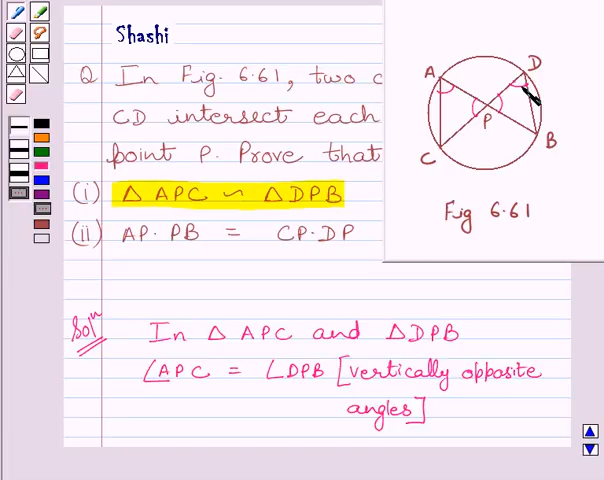 Shashi
Q In Fig. 6.61, two c
CD intersect each
point P. Prove that
(i) △ APC ~ △ DPB
(ii) AP. PB = CP. DP
Solⁿ In △ APC and △DPB
∠APC = ∠DPB [vertically opposite
angles]
A
D
P
C
B
Fig 6.61